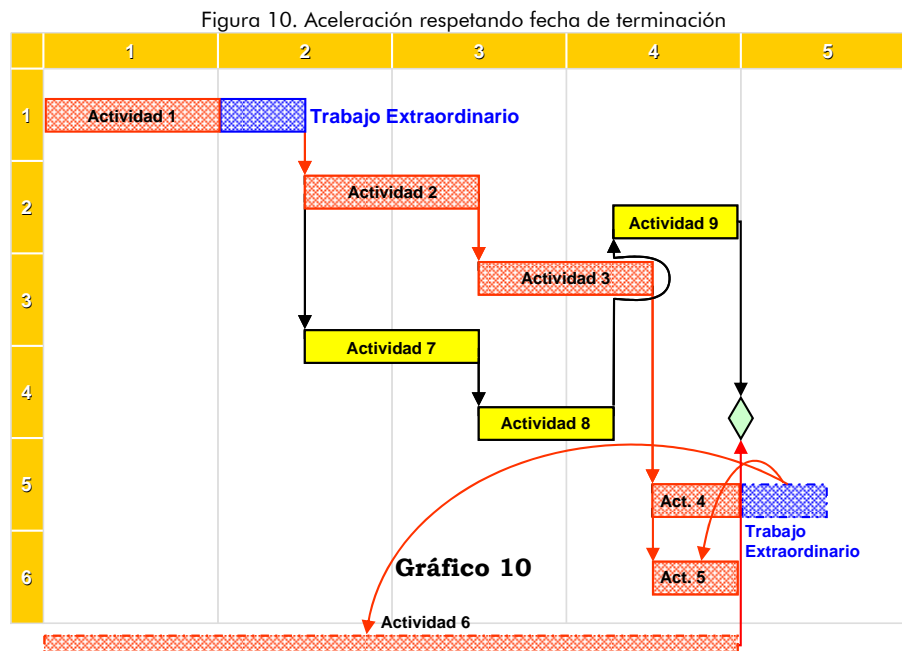 Figura 10. Aceleración respetando fecha de terminación
1 2 3 4 5
1
Actividad 1
Trabajo Extraordinario
2
Actividad 2
Actividad 9
3
Actividad 3
Actividad 7
4
Actividad 8
5
Act. 4
Trabajo
Extraordinario
6
Gráfico 10
Act. 5
Actividad 6